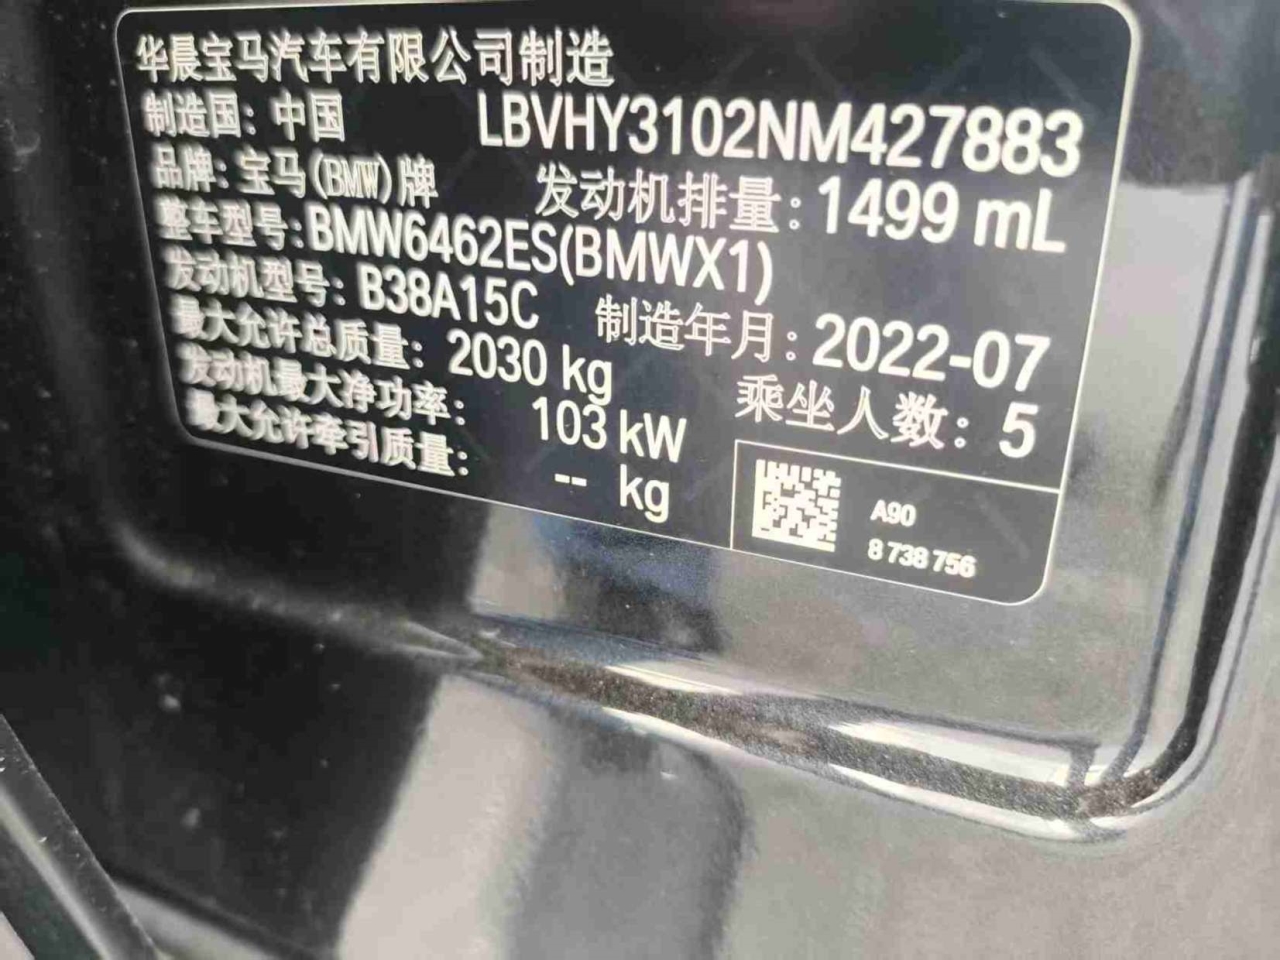 华晨宝马汽车有限公司制造
制造国：中国 LBVHY3102NM427883
品牌：宝马(BMW)牌 发动机排量：1499 mL
整车型号：BMW6462ES(BMWX1)
发动机型号：B38A15C 制造年月：2022-07
最大允许总质量：2030 kg 乘坐人数：5
发动机最大净功率：103 kW
最大允许牵引质量：-- kg
A90
8 738 756